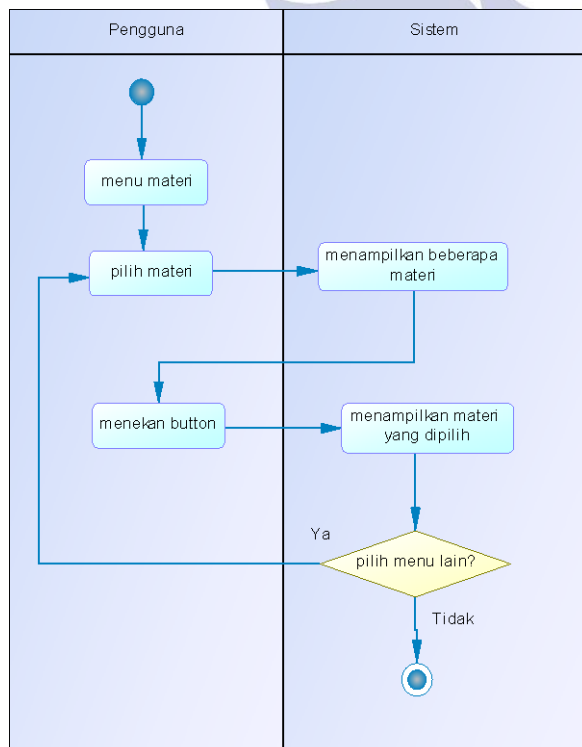 Pengguna
Sistem
menu materi
pilih materi
menampilkan beberapa
materi
menekan button
menampilkan materi
yang dipilih
Ya
pilih menu lain?
Tidak